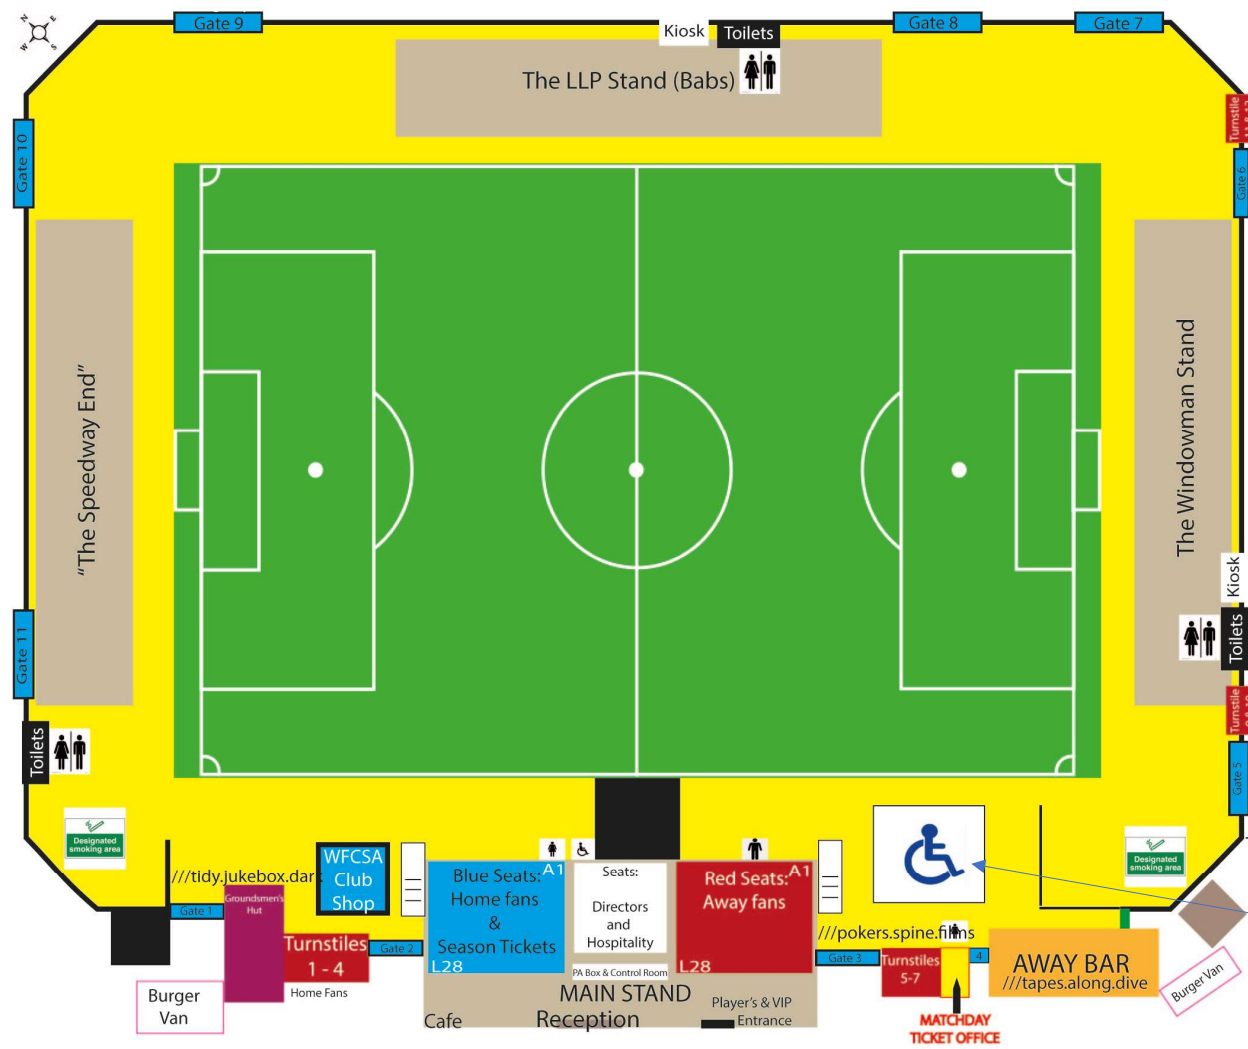 N
E
W
S
Gate 9
Kiosk
Toilets
Gate 8
Gate 7
The LLP Stand (Babs)
Turnstile
Gate 10
Gate 6
"The Speedway End"
The Windowman Stand
Kiosk
Toilets
Gate 11
Turnstile
Toilets
Gate 5
Designated
smoking area
Designated
smoking area
WFCSA
Club
Shop
///tidy.jukebox.dark
Groundsmen's
Hut
Gate 1
Turnstiles
1 - 4
Gate 2
Home Fans
Burger
Van
Blue Seats:
A1
Home fans
&
Season Tickets
L28
Seats:
Directors
and
Hospitality
PA Box & Control Room
Red Seats:
A1
Away fans
L28
MAIN STAND
Cafe
Reception
Player's & VIP
Entrance
///pokers.spine.films
Gate 3
Turnstiles
5-7
4
MATCHDAY
TICKET OFFICE
AWAY BAR
///tapes.along.dive
Burger Van